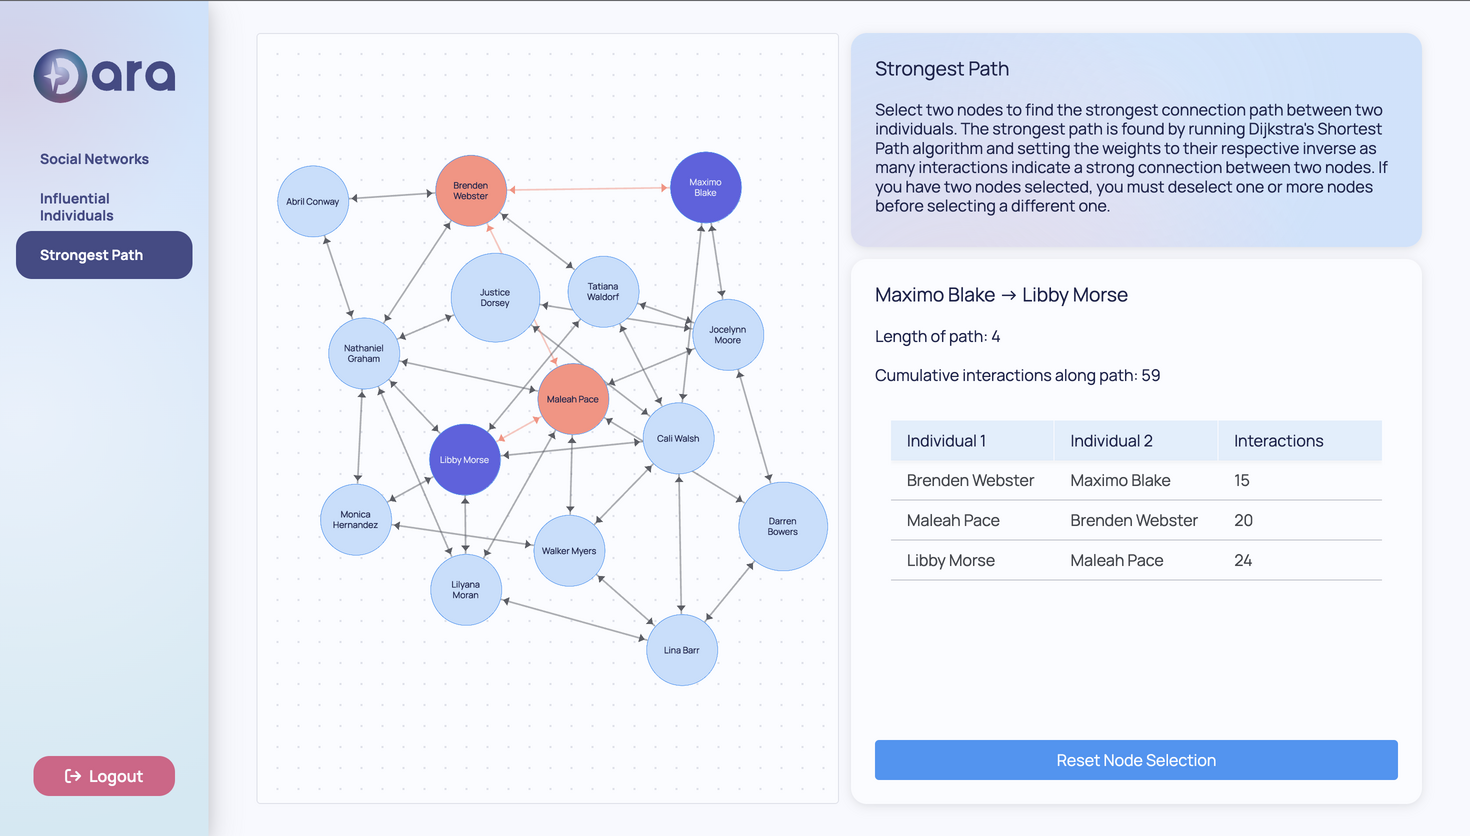 Dara
Social Networks
Influential
Individuals
Strongest Path
Logout
Abril Conway
Brenden
Webster
Maximo
Blake
Justice
Dorsey
Tatiana
Waldorf
Jocelynn
Moore
Nathaniel
Graham
Maleah Pace
Cali Walsh
Libby Morse
Monica
Hernandez
Walker Myers
Darren
Bowers
Lilyana
Moran
Lina Barr
Strongest Path
Select two nodes to find the strongest connection path between two
individuals. The strongest path is found by running Dijkstra's Shortest
Path algorithm and setting the weights to their respective inverse as
many interactions indicate a strong connection between two nodes. If
you have two nodes selected, you must deselect one or more nodes
before selecting a different one.
Maximo Blake → Libby Morse
Length of path: 4
Cumulative interactions along path: 59
Individual 1 Individual 2 Interactions
Brenden Webster Maximo Blake 15
Maleah Pace Brenden Webster 20
Libby Morse Maleah Pace 24
Reset Node Selection